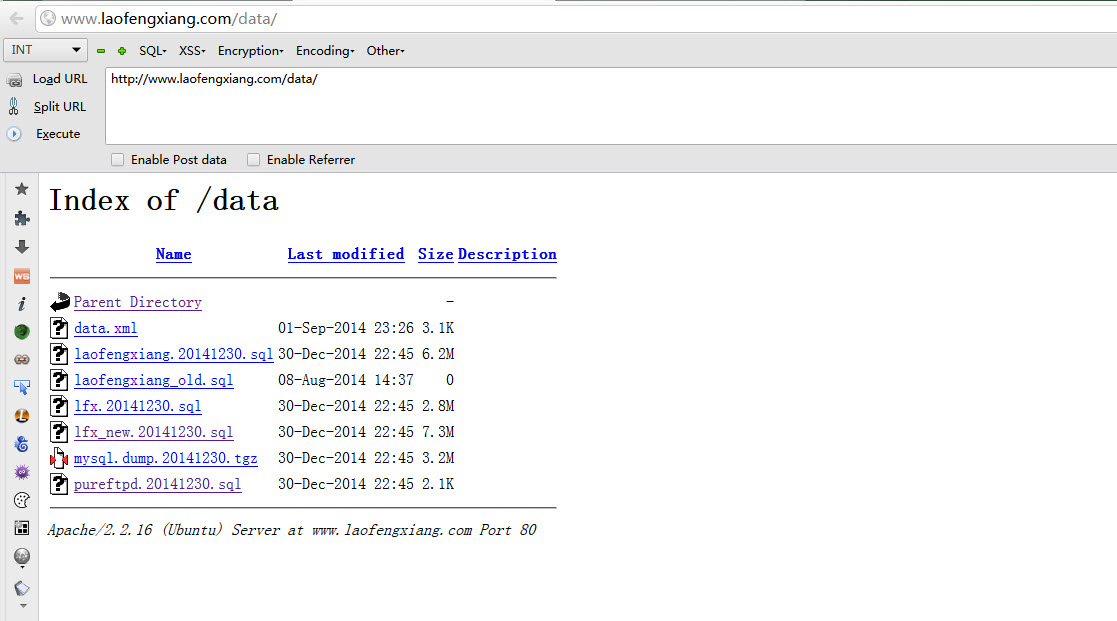 www.laofengxiang.com/data/
INT SQL XSS Encryption Encoding Other
Load URL http://www.laofengxiang.com/data/
Split URL
Execute
Enable Post data Enable Referrer
Index of /data
Name Last modified Size Description
Parent Directory -
data.xml 01-Sep-2014 23:26 3.1K
laofengxiang.20141230.sql 30-Dec-2014 22:45 6.2M
laofengxiang_old.sql 08-Aug-2014 14:37 0
lfx.20141230.sql 30-Dec-2014 22:45 2.8M
lfx_new.20141230.sql 30-Dec-2014 22:45 7.3M
mysql.dump.20141230.tgz 30-Dec-2014 22:45 3.2M
pureftpd.20141230.sql 30-Dec-2014 22:45 2.1K
Apache/2.2.16 (Ubuntu) Server at www.laofengxiang.com Port 80